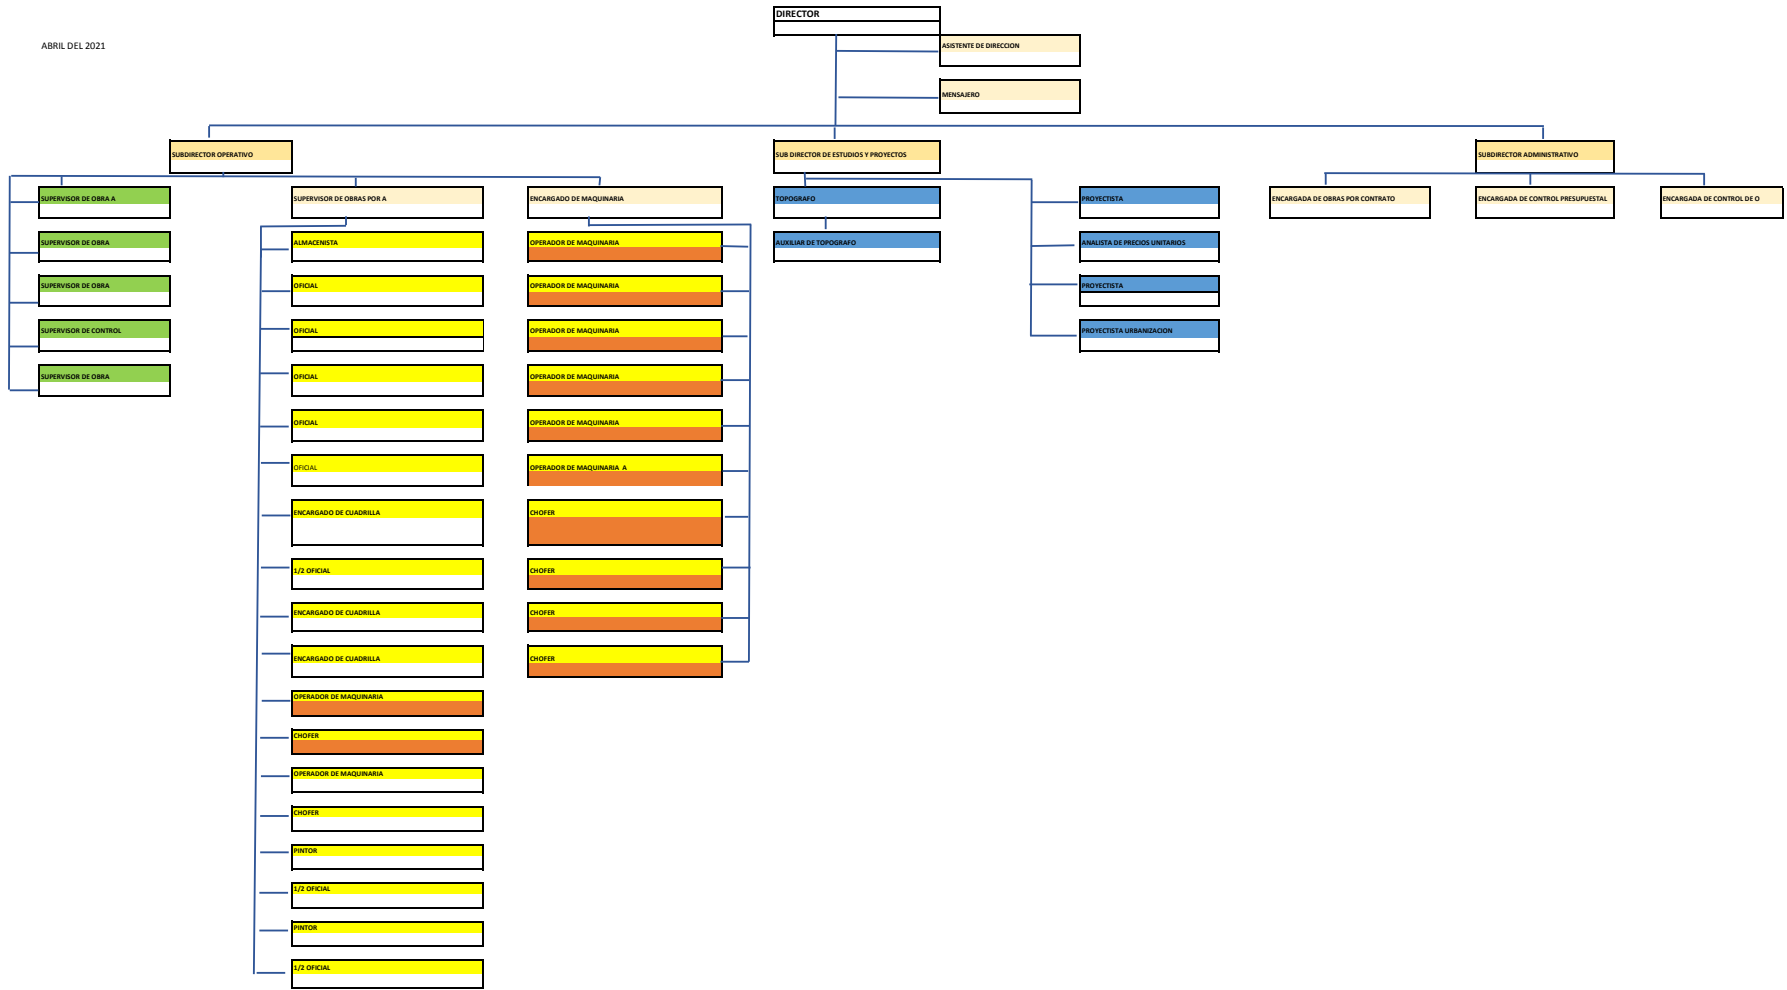 DIRECTOR
ABRIL DEL 2021
ASISTENTE DE DIRECCION
MENSAJERO
SUBDIRECTOR OPERATIVO
SUB DIRECTOR DE ESTUDIOS Y PROYECTOS
SUBDIRECTOR ADMINISTRATIVO
SUPERVISOR DE OBRA A
SUPERVISOR DE OBRAS POR A
ENCARGADO DE MAQUINARIA
TOPOGRAFO
PROYECTISTA
ENCARGADA DE OBRAS POR CONTRATO
ENCARGADA DE CONTROL PRESUPUESTAL
ENCARGADA DE CONTROL DE O
SUPERVISOR DE OBRA
ALMACENISTA
OPERADOR DE MAQUINARIA
AUXILIAR DE TOPOGRAFO
ANALISTA DE PRECIOS UNITARIOS
SUPERVISOR DE OBRA
OFICIAL
OPERADOR DE MAQUINARIA
PROYECTISTA
SUPERVISOR DE CONTROL
OFICIAL
OPERADOR DE MAQUINARIA
PROYECTISTA URBANIZACION
SUPERVISOR DE OBRA
OFICIAL
OPERADOR DE MAQUINARIA
OFICIAL
OPERADOR DE MAQUINARIA
OFICIAL
OPERADOR DE MAQUINARIA A
ENCARGADO DE CUADRILLA
CHOFER
1/2 OFICIAL
CHOFER
ENCARGADO DE CUADRILLA
CHOFER
ENCARGADO DE CUADRILLA
CHOFER
OPERADOR DE MAQUINARIA
CHOFER
OPERADOR DE MAQUINARIA
CHOFER
PINTOR
1/2 OFICIAL
PINTOR
1/2 OFICIAL